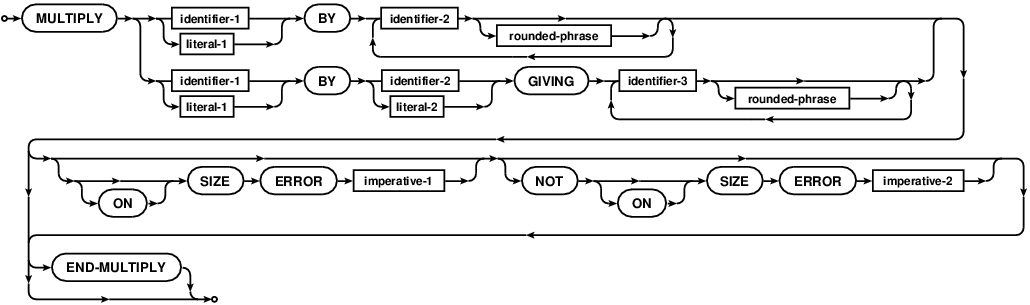 MULTIPLY identifier-1 BY identifier-2
literal-1 rounded-phrase
identifier-1 BY identifier-2 GIVING identifier-3
literal-1 literal-2 rounded-phrase
SIZE ERROR imperative-1 NOT SIZE ERROR imperative-2
ON ON
END-MULTIPLY